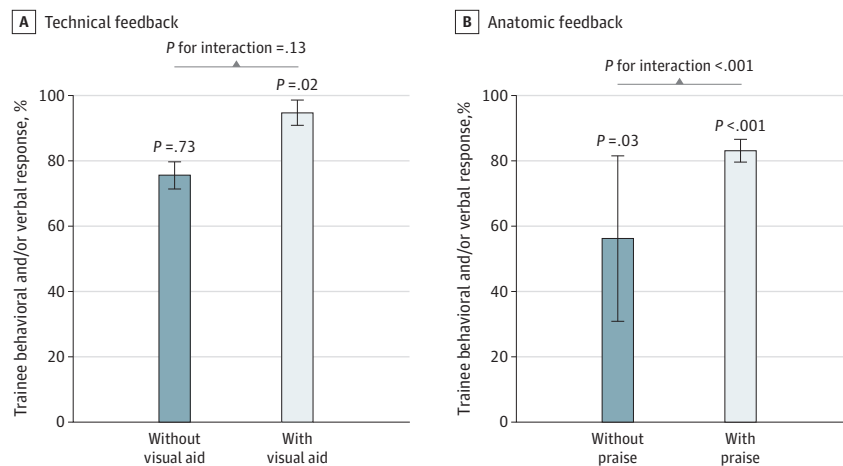 A Technical feedback
P for interaction =.13
Trainee behavioral and/or verbal response, %
100
80
60
40
20
0
P =.73
P =.02
Without
visual aid
With
visual aid
B Anatomic feedback
P for interaction <.001
Trainee behavioral and/or verbal response,%
100
80
60
40
20
0
P =.03
P <.001
Without
praise
With
praise